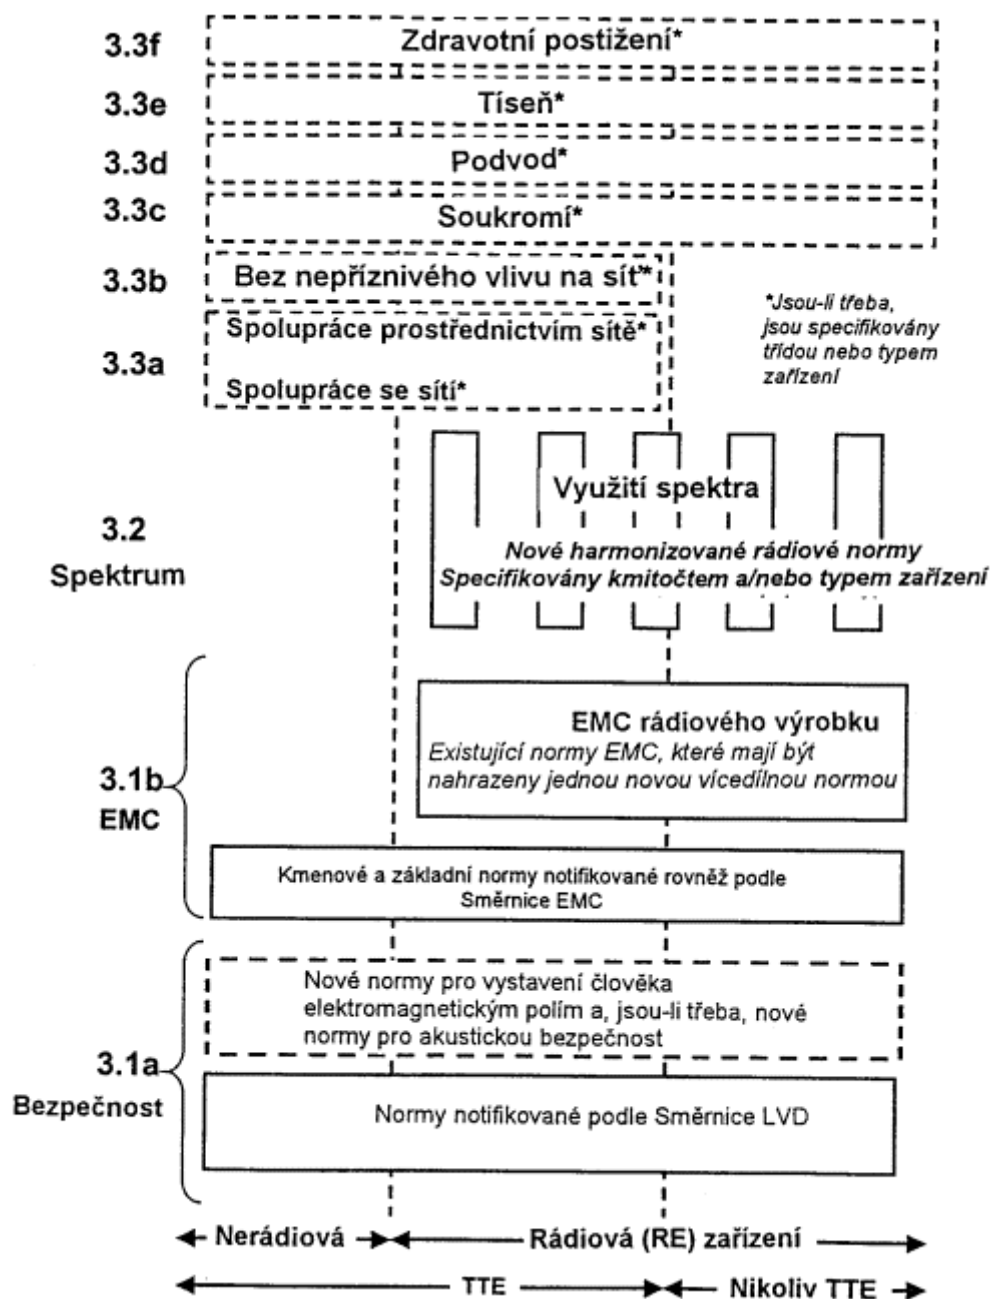 3.3f
Zdravotní postižení*
3.3e
Tíseň*
3.3d
Podvod*
3.3c
Soukromí*
3.3b
Bez nepříznivého vlivu na síť*
3.3a
Spolupráce prostřednictvím sítě*
Spolupráce se sítí*
*Jsou-li třeba,
jsou specifikovány
třídou nebo typem
zařízení
3.2
Spektrum
Využití spektra
Nové harmonizované rádiové normy
Specifikovány kmitočtem a/nebo typem zařízení
3.1b
EMC
EMC rádiového výrobku
Existující normy EMC, které mají být
nahrazeny jednou novou vícedílnou normou
Kmenové a základní normy notifikované rovněž podle
Směrnice EMC
3.1a
Bezpečnost
Nové normy pro vystavení člověka
elektromagnetickým polím a, jsou-li třeba, nové
normy pro akustickou bezpečnost
Normy notifikované podle Směrnice LVD
Nerádiová
Rádiová (RE) zařízení
TTE
Nikoliv TTE